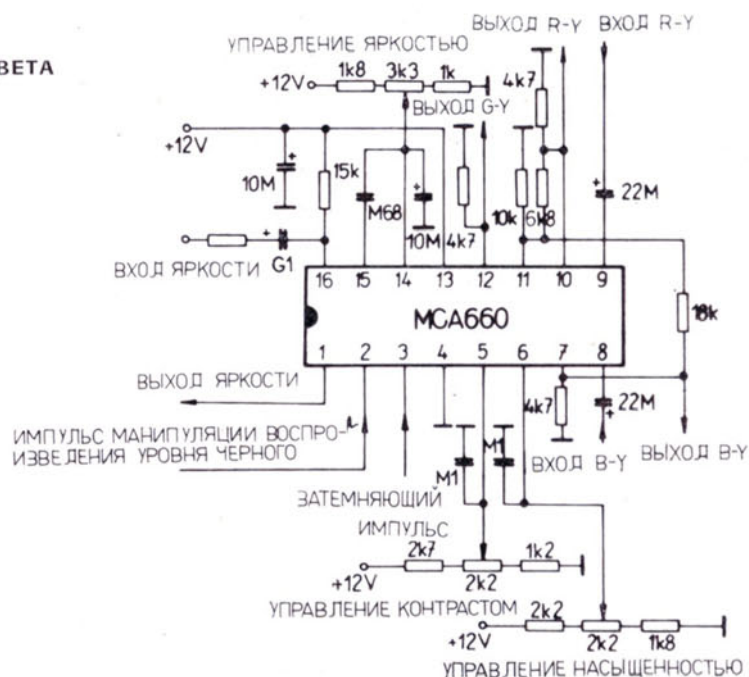 ВЕТА
УПРАВЛЕНИЕ ЯРКОСТЬЮ
ВЫХОД R-Y ВХОД R-Y
+12V 1k8 3k3 1k
4k7
ВЫХОД G-Y
+12V
10M
15k
M68
10M
4k7
10k
6k8
22M
G1
ВХОД ЯРКОСТИ
16 15 14 13 12 11 10 9
MCA660
18k
1 2 3 4 5 6 7 8
ВЫХОД ЯРКОСТИ
4k7
22M
ИМПУЛЬС МАНИПУЛЯЦИИ ВОСПРО-
ИЗВЕДЕНИЯ УРОВНЯ ЧЕРНОГО
M1
M1
ВХОД B-Y
ВЫХОД B-Y
ЗАТЕМНЯЮЩИЙ
ИМПУЛЬС
2k7
1k2
+12V
2k2
УПРАВЛЕНИЕ КОНТРАСТОМ
2k2
+12V
2k2
1k8
УПРАВЛЕНИЕ НАСЫЩЕННОСТЬЮ